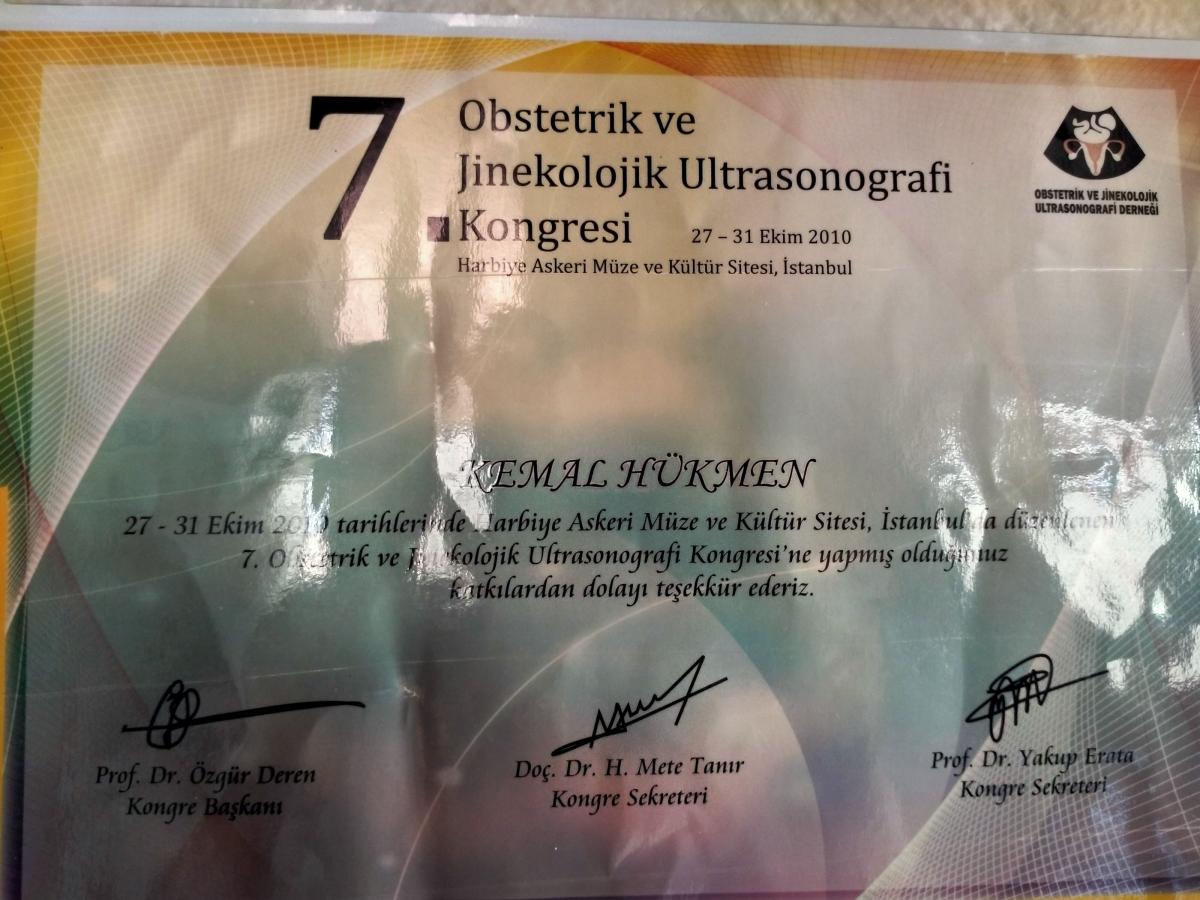 7. Obstetrik ve
Jinekolojik Ultrasonografi
Kongresi 27 – 31 Ekim 2010
Harbiye Askeri Müze ve Kültür Sitesi, İstanbul
OBSTETRİK VE JİNEKOLOJİK
ULTRASONOGRAFİ DERNEĞİ
KEMAL HÜKMEN
27 - 31 Ekim 2010 tarihlerinde Harbiye Askeri Müze ve Kültür Sitesi, İstanbul'da düzenlenen
7. Obstetrik ve Jinekolojik Ultrasonografi Kongresi'ne yapmış olduğunuz
katkılardan dolayı teşekkür ederiz.
Prof. Dr. Özgür Deren
Kongre Başkanı
Doç. Dr. H. Mete Tanır
Kongre Sekreteri
Prof. Dr. Yakup Erata
Kongre Sekreteri